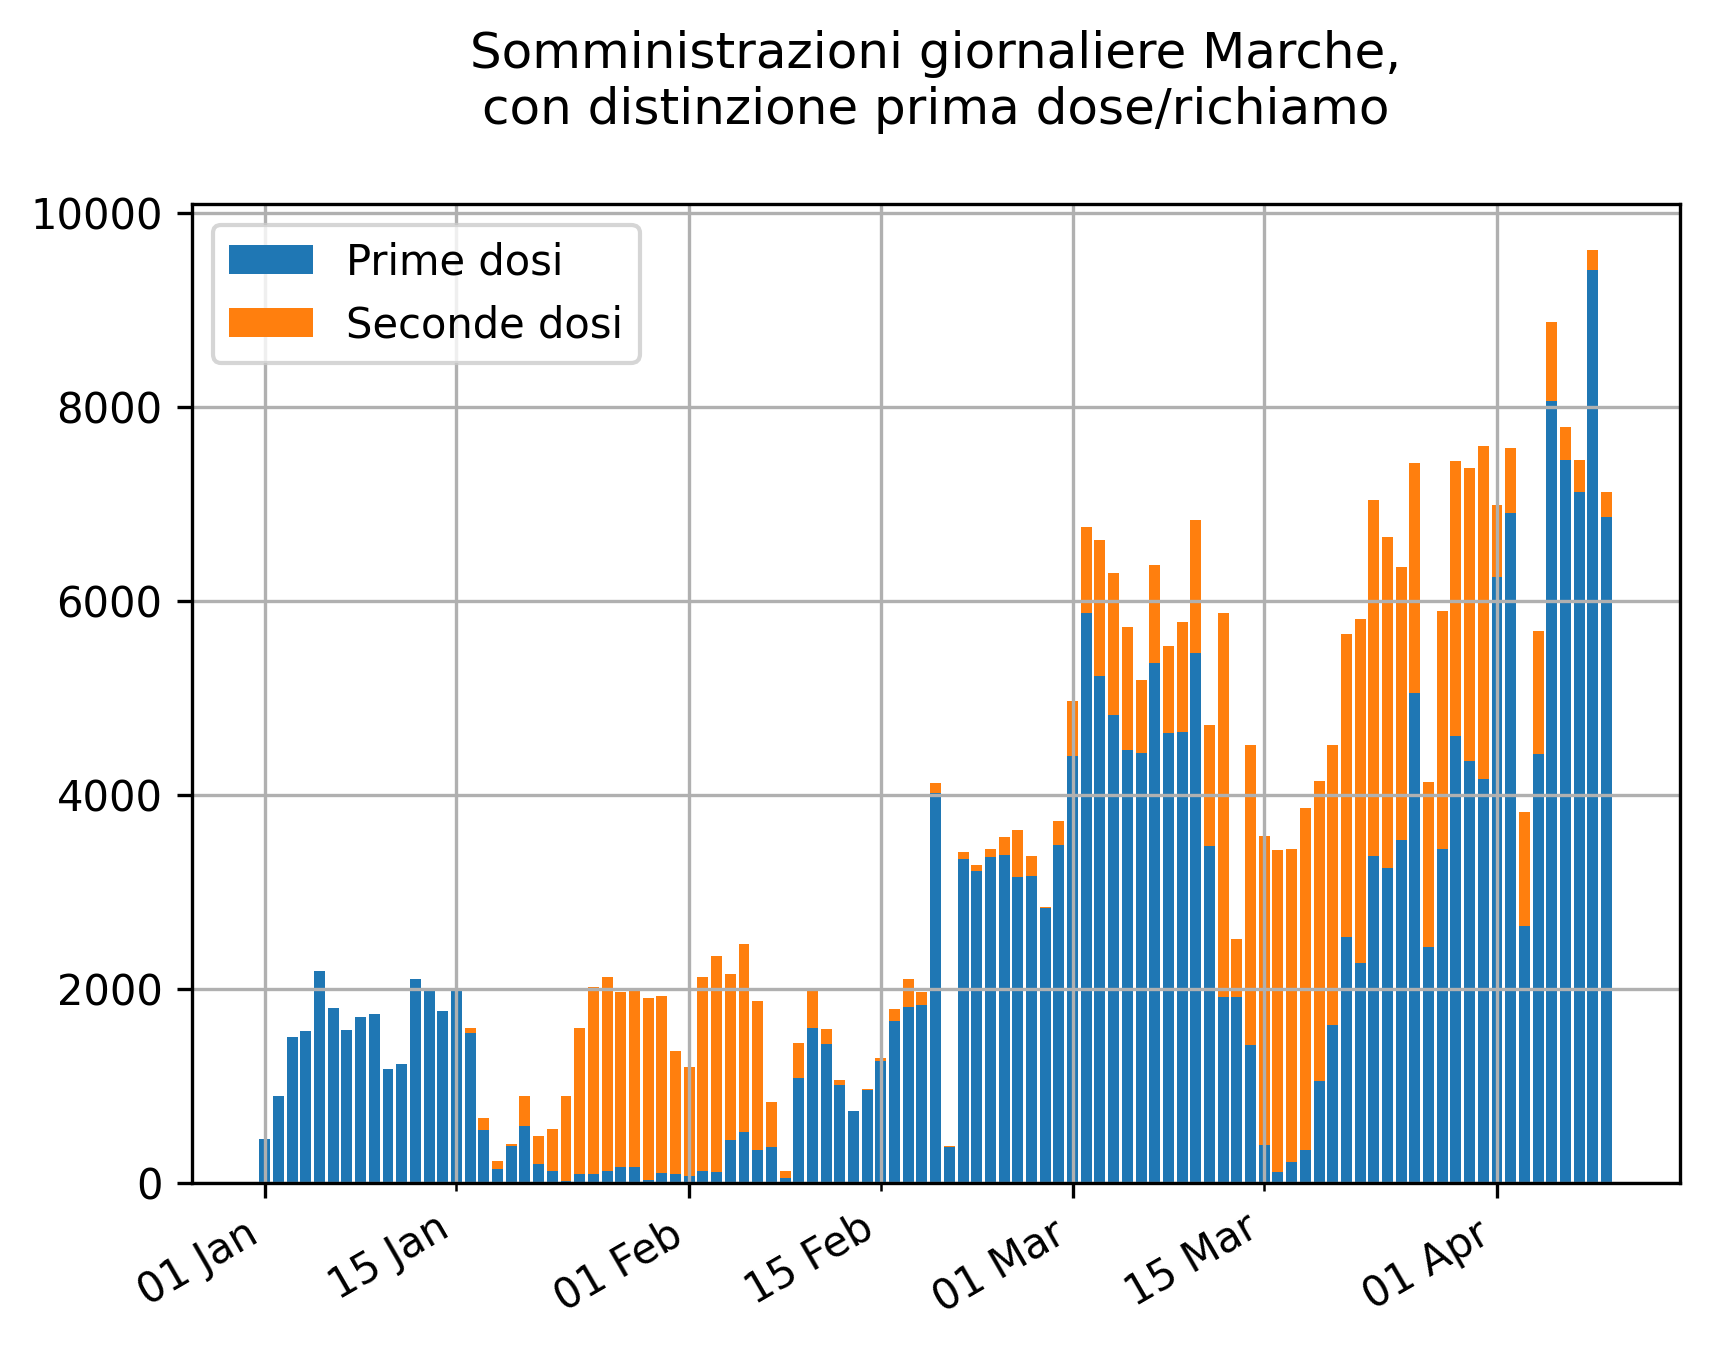 Somministrazioni giornaliere Marche,
con distinzione prima dose/richiamo
10000
8000
6000
4000
2000
0
Prime dosi
Seconde dosi
01 Jan
15 Jan
01 Feb
15 Feb
01 Mar
15 Mar
01 Apr